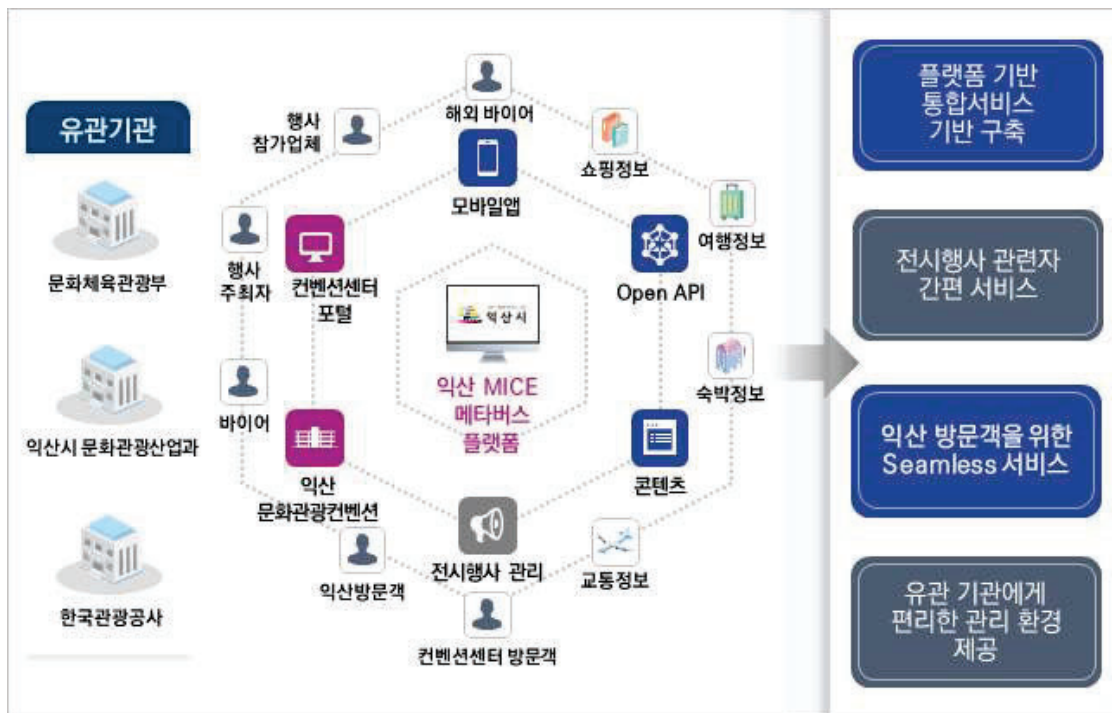 유관기관
문화체육관광부
익산시 문화관광산업과
한국관광공사
해외 바이어
행사
참가업체
모바일앱
쇼핑정보
여행정보
행사
주최자
컨벤션센터
포털
Open API
익산시
익산 MICE
메타버스
플랫폼
숙박정보
바이어
익산
문화관광컨벤션
콘텐츠
전시행사 관리
교통정보
익산방문객
컨벤션센터 방문객
플랫폼 기반
통합서비스
기반 구축
전시행사 관련자
간편 서비스
익산 방문객을 위한
Seamless 서비스
유관 기관에게
편리한 관리 환경
제공